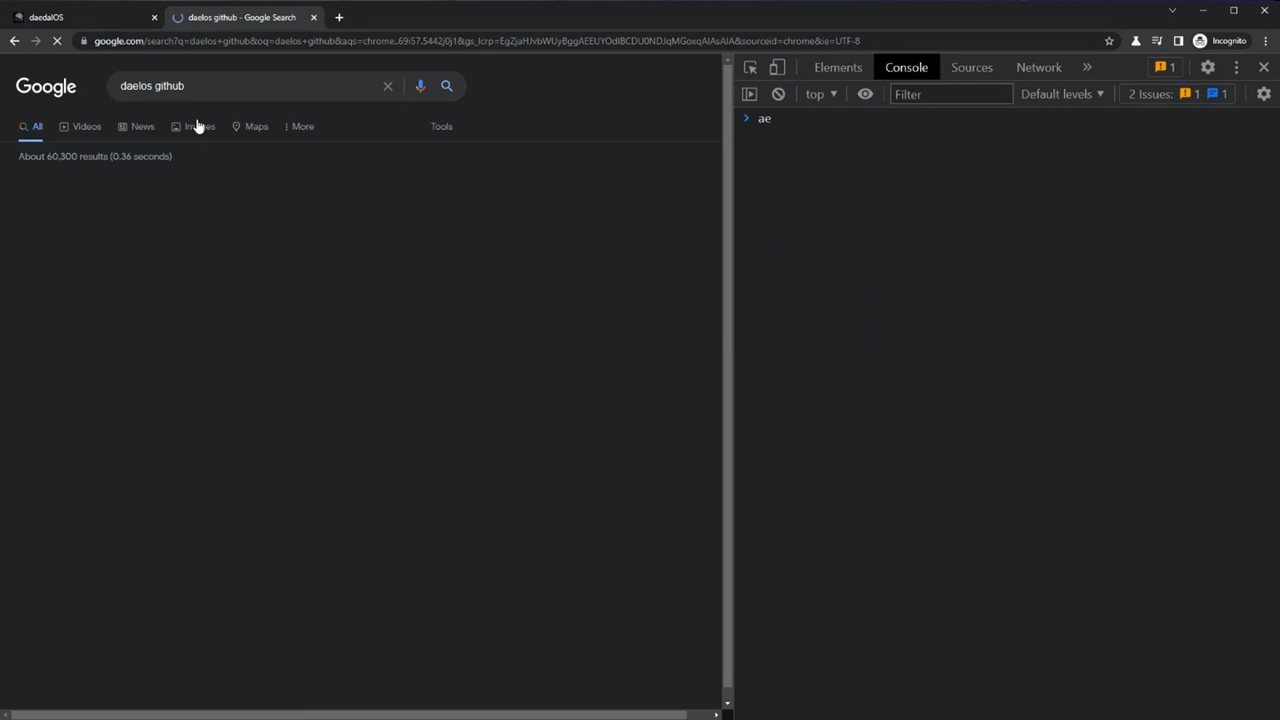 daedalOS
daelos github - Google Search
google.com/search?q=daelos+github&oq=daelos+github&aqs=chrome..69i57.5442j0j1&gs_lcrp=EgZjaHJvbWUyBggAEEUYOdIBCDU0NDJqMGoxqAIAsAIA&sourceid=chrome&ie=UTF-8
Incognito
Google
daelos github
All
Videos
News
Images
Maps
More
Tools
About 60,300 results (0.36 seconds)
Elements
Console
Sources
Network
1
top
Filter
Default levels
2 Issues: 1 1
ae